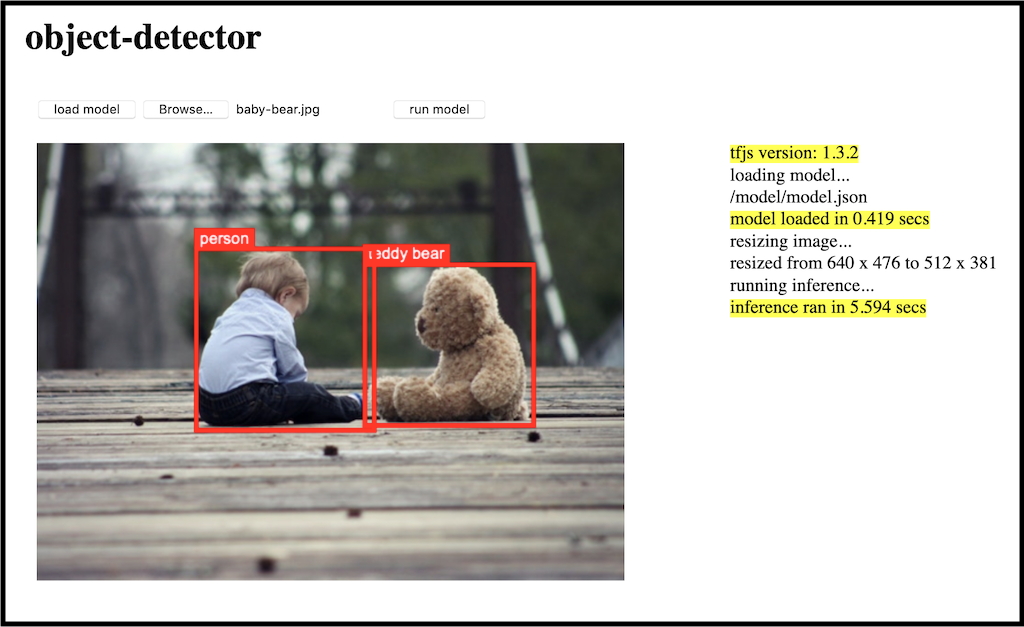 object-detector
load model Browse... baby-bear.jpg run model
person
teddy bear
tfjs version: 1.3.2
loading model...
/model/model.json
model loaded in 0.419 secs
resizing image...
resized from 640 x 476 to 512 x 381
running inference...
inference ran in 5.594 secs